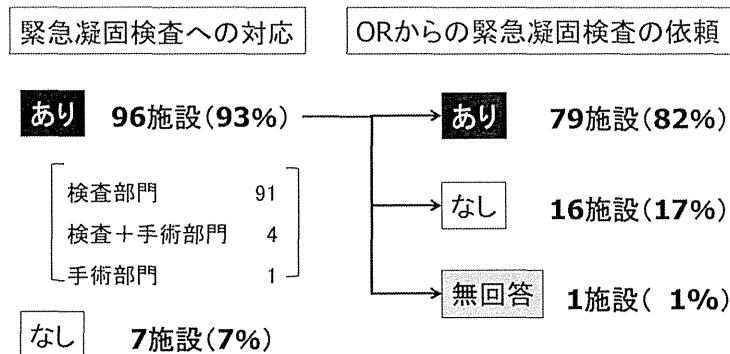 緊急凝固検査への対応
ORからの緊急凝固検査の依頼
あり 96施設(93%)
あり 79施設(82%)
検査部門 91
検査＋手術部門 4
手術部門 1
なし 16施設(17%)
無回答 1施設( 1%)
なし 7施設(7%)